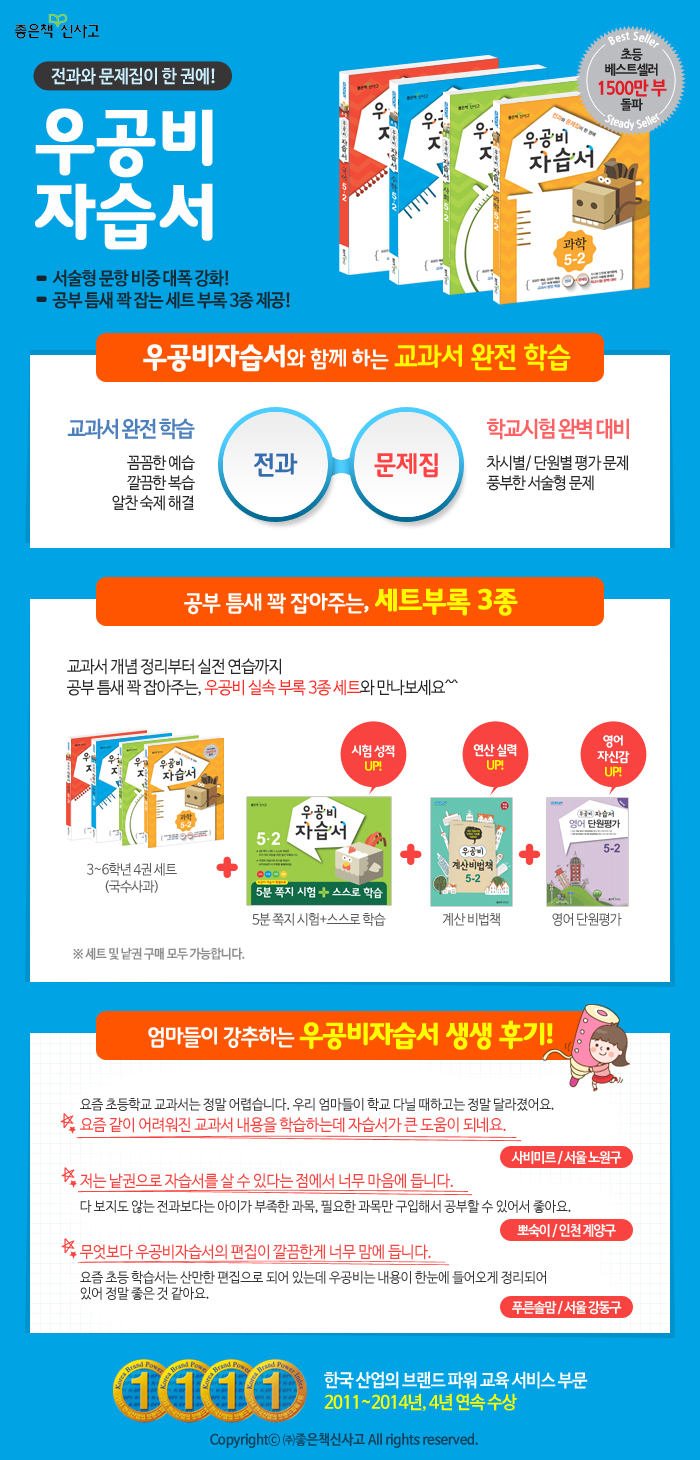 좋은책 신사고
전과와 문제집이 한 권에!
우공비
자습서
- 서술형 문항 비중 대폭 강화!
- 공부 틈새 꽉 잡는 세트 부록 3종 제공!
Best Seller
초등
베스트셀러
1500만 부
돌파
Steady Seller
우공비
자습서
과학
5-2
우공비자습서와 함께 하는 교과서 완전 학습
교과서 완전 학습
꼼꼼한 예습
깔끔한 복습
알찬 숙제 해결
전과
문제집
학교시험 완벽 대비
차시별/ 단원별 평가 문제
풍부한 서술형 문제
공부 틈새 꽉 잡아주는, 세트부록 3종
교과서 개념 정리부터 실전 연습까지
공부 틈새 꽉 잡아주는, 우공비 실속 부록 3종 세트와 만나보세요^^
우공비
자습서
과학
5-2
3~6학년 4권 세트
(국수사과)
시험 성적
UP!
5·2
우공비
자습서
5분 쪽지 시험 + 스스로 학습
5분 쪽지 시험+스스로 학습
연산 실력
UP!
우공비
계산비법책
5-2
계산 비법책
영어
자신감
UP!
우공비 자습서
영어 단원평가
5-2
영어 단원평가
※ 세트 및 낱권 구매 모두 가능합니다.
엄마들이 강추하는 우공비자습서 생생 후기!
요즘 초등학교 교과서는 정말 어렵습니다. 우리 엄마들이 학교 다닐 때하고는 정말 달라졌어요.
요즘 같이 어려워진 교과서 내용을 학습하는데 자습서가 큰 도움이 되네요.
사비미르 / 서울 노원구
저는 낱권으로 자습서를 살 수 있다는 점에서 너무 마음에 듭니다.
다 보지도 않는 전과보다는 아이가 부족한 과목, 필요한 과목만 구입해서 공부할 수 있어서 좋아요.
뽀숙이 / 인천 계양구
무엇보다 우공비자습서의 편집이 깔끔한게 너무 맘에 듭니다.
요즘 초등 학습서는 산만한 편집으로 되어 있는데 우공비는 내용이 한눈에 들어오게 정리되어
있어 정말 좋은 것 같아요.
푸른솔맘 / 서울 강동구
1 1 1 1
Korea Brand Power Index
한국 산업의 브랜드 파워 교육 서비스 부문
2011~2014년, 4년 연속 수상
Copyrightⓒ ㈜좋은책신사고 All rights reserved.